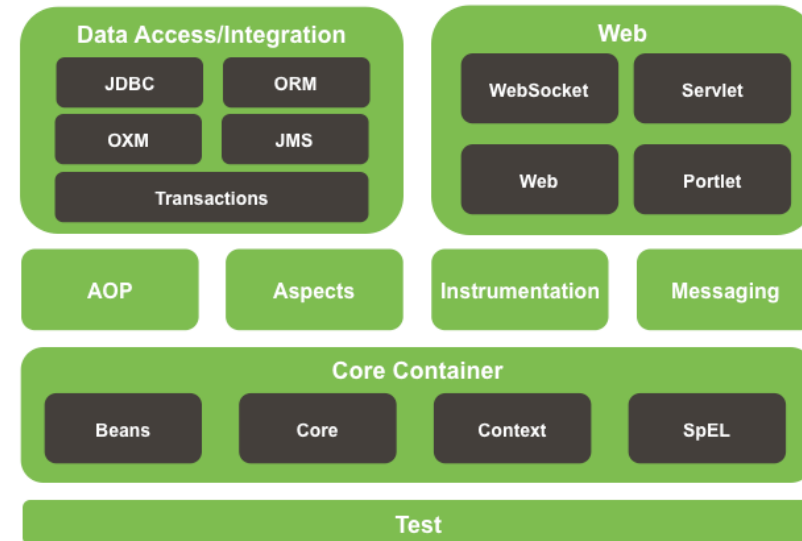 Data Access/Integration
JDBC
ORM
OXM
JMS
Transactions
Web
WebSocket
Servlet
Web
Portlet
AOP
Aspects
Instrumentation
Messaging
Core Container
Beans
Core
Context
SpEL
Test